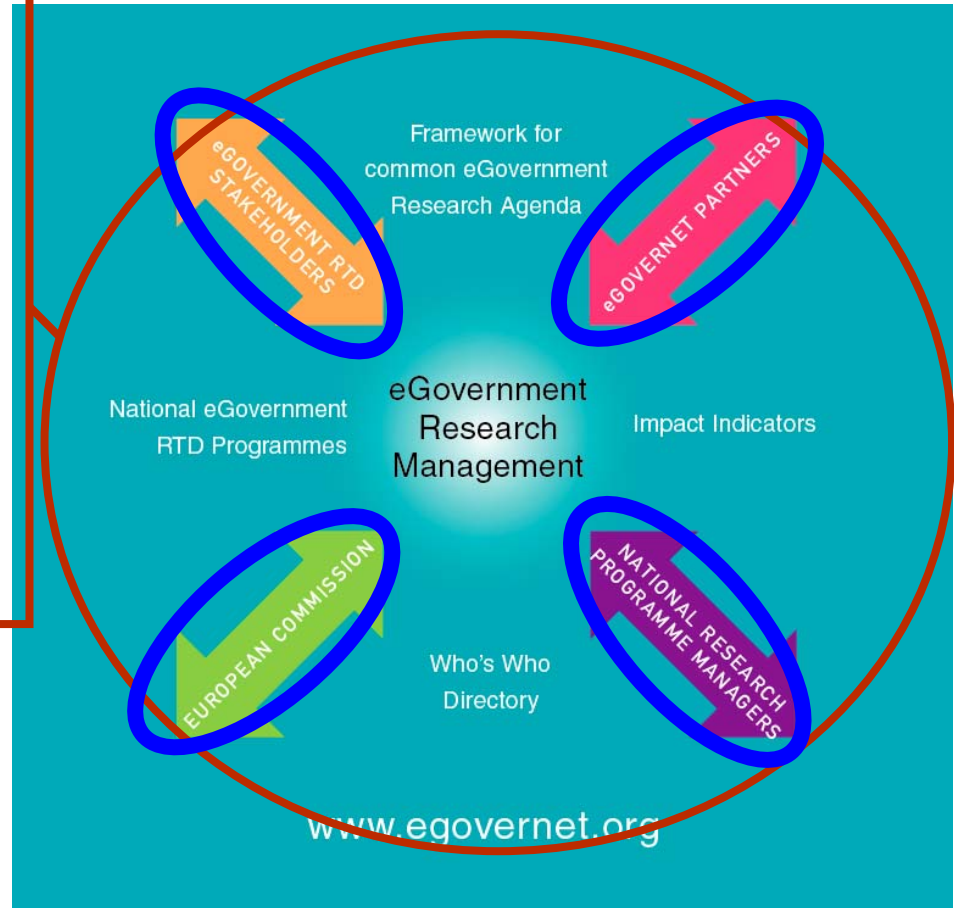 eGOVERNMENT RTD
STAKEHOLDERS
Framework for
common eGovernment
Research Agenda
eGOVERNET PARTNERS
National eGovernment
RTD Programmes
eGovernment
Research
Management
Impact Indicators
EUROPEAN COMMISSION
Who's Who
Directory
NATIONAL RESEARCH
PROGRAMME MANAGERS
www.egovernet.org